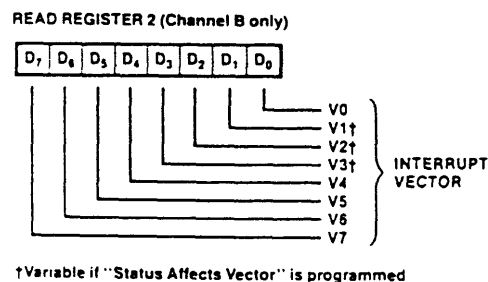 READ REGISTER 2 (Channel B only)
D7 D6 D5 D4 D3 D2 D1 D0
V0
V1†
V2†
V3†
V4
V5
V6
V7
INTERRUPT
VECTOR
†Variable if "Status Affects Vector" is programmed